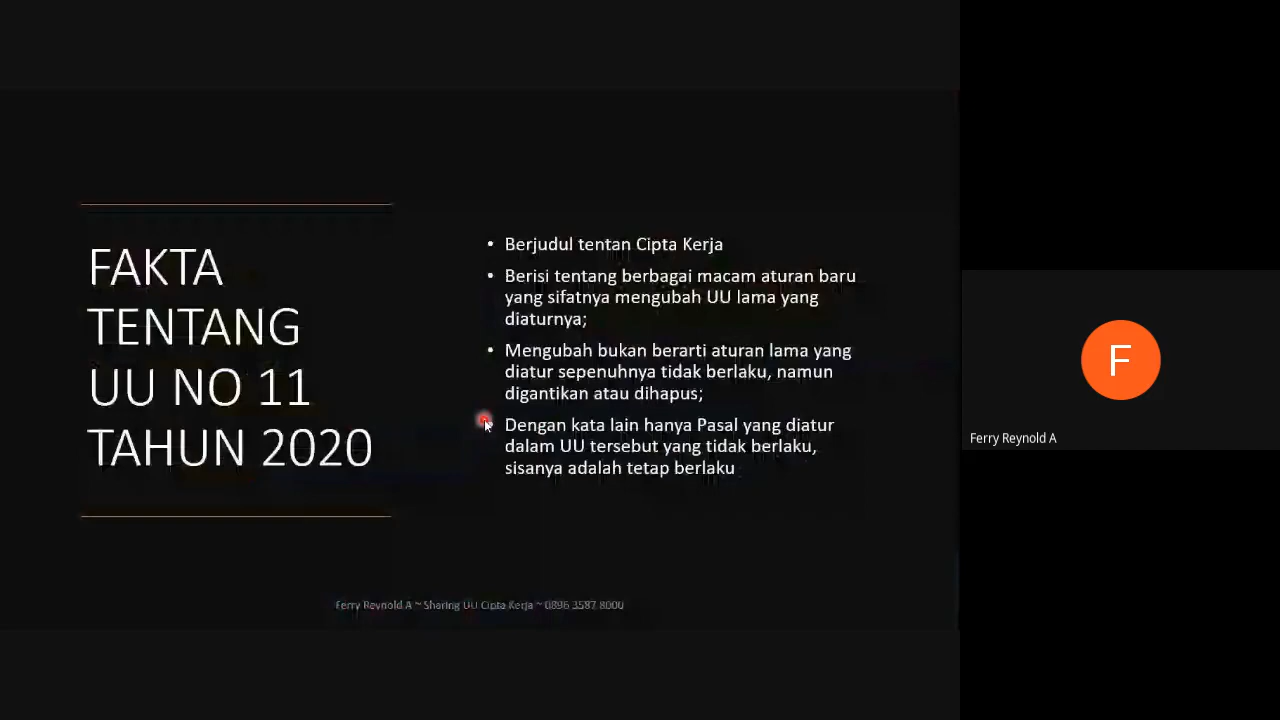 FAKTA
TENTANG
UU NO 11
TAHUN 2020
• Berjudul tentan Cipta Kerja
• Berisi tentang berbagai macam aturan baru
yang sifatnya mengubah UU lama yang
diaturnya;
• Mengubah bukan berarti aturan lama yang
diatur sepenuhnya tidak berlaku, namun
digantikan atau dihapus;
Dengan kata lain hanya Pasal yang diatur
dalam UU tersebut yang tidak berlaku,
sisanya adalah tetap berlaku
Ferry Reynold A ~ Sharing UU Cipta Kerja ~ 0896 3587 8000
F
Ferry Reynold A